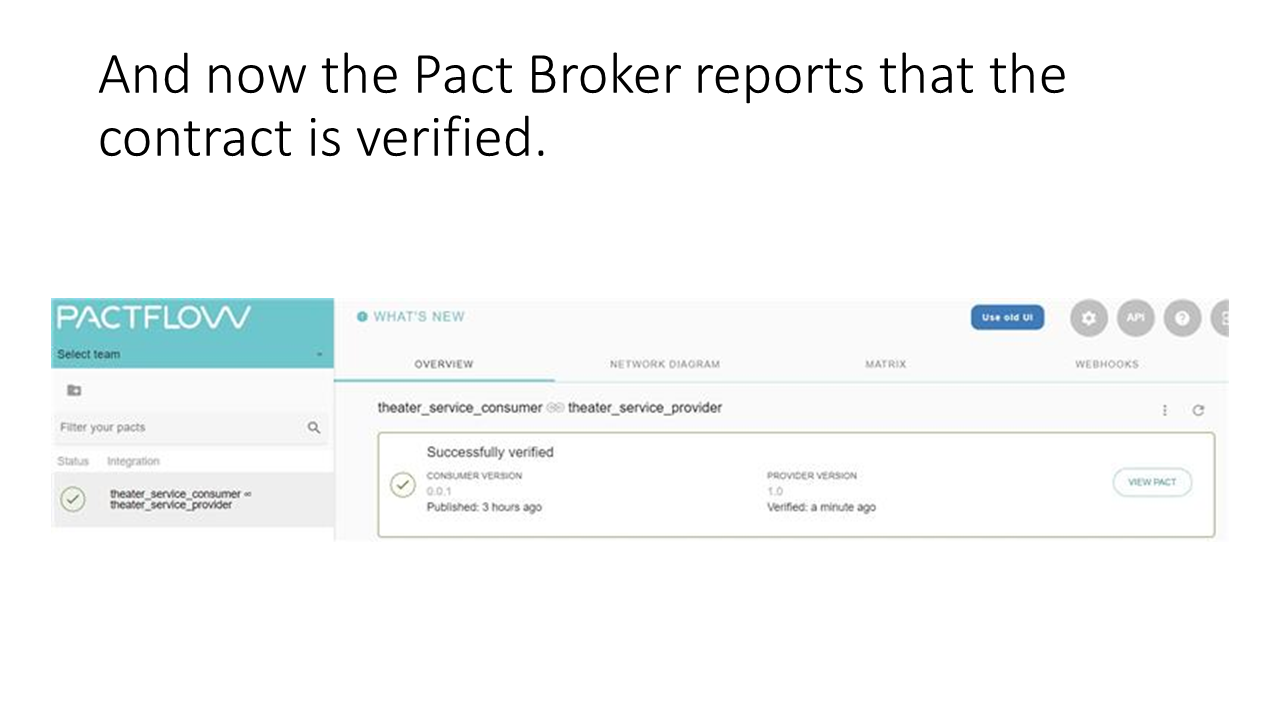 And now the Pact Broker reports that the
contract is verified.
PACTFLOW
WHAT'S NEW
Use old UI
API
?
Select team
OVERVIEW
NETWORK DIAGRAM
MATRIX
WEBHOOKS
theater_service_consumer theater_service_provider
Filter your pacts
Status Integration
theater_service_consumer ∞
theater_service_provider
Successfully verified
CONSUMER VERSION
0.0.1
Published: 3 hours ago
PROVIDER VERSION
1.0
Verified: a minute ago
VIEW PACT